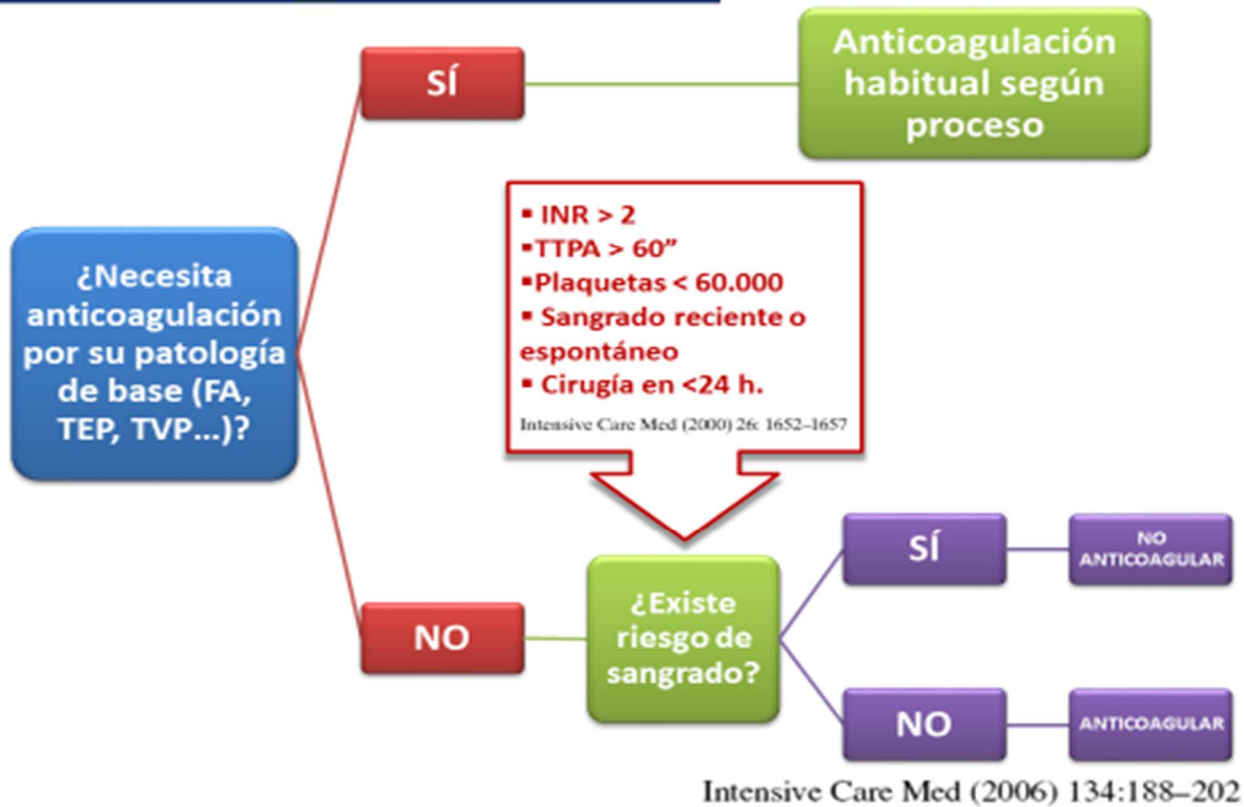 ¿Necesita
anticoagulación
por su patología
de base (FA,
TEP, TVP...)?
SÍ
Anticoagulación
habitual según
proceso
▪ INR > 2
▪TTPA > 60”
▪Plaquetas < 60.000
▪ Sangrado reciente o
espontáneo
▪ Cirugía en <24 h.
Intensive Care Med (2000) 26: 1652–1657
NO
¿Existe
riesgo de
sangrado?
SÍ
NO
ANTICOAGULAR
NO
ANTICOAGULAR
Intensive Care Med (2006) 134:188–202